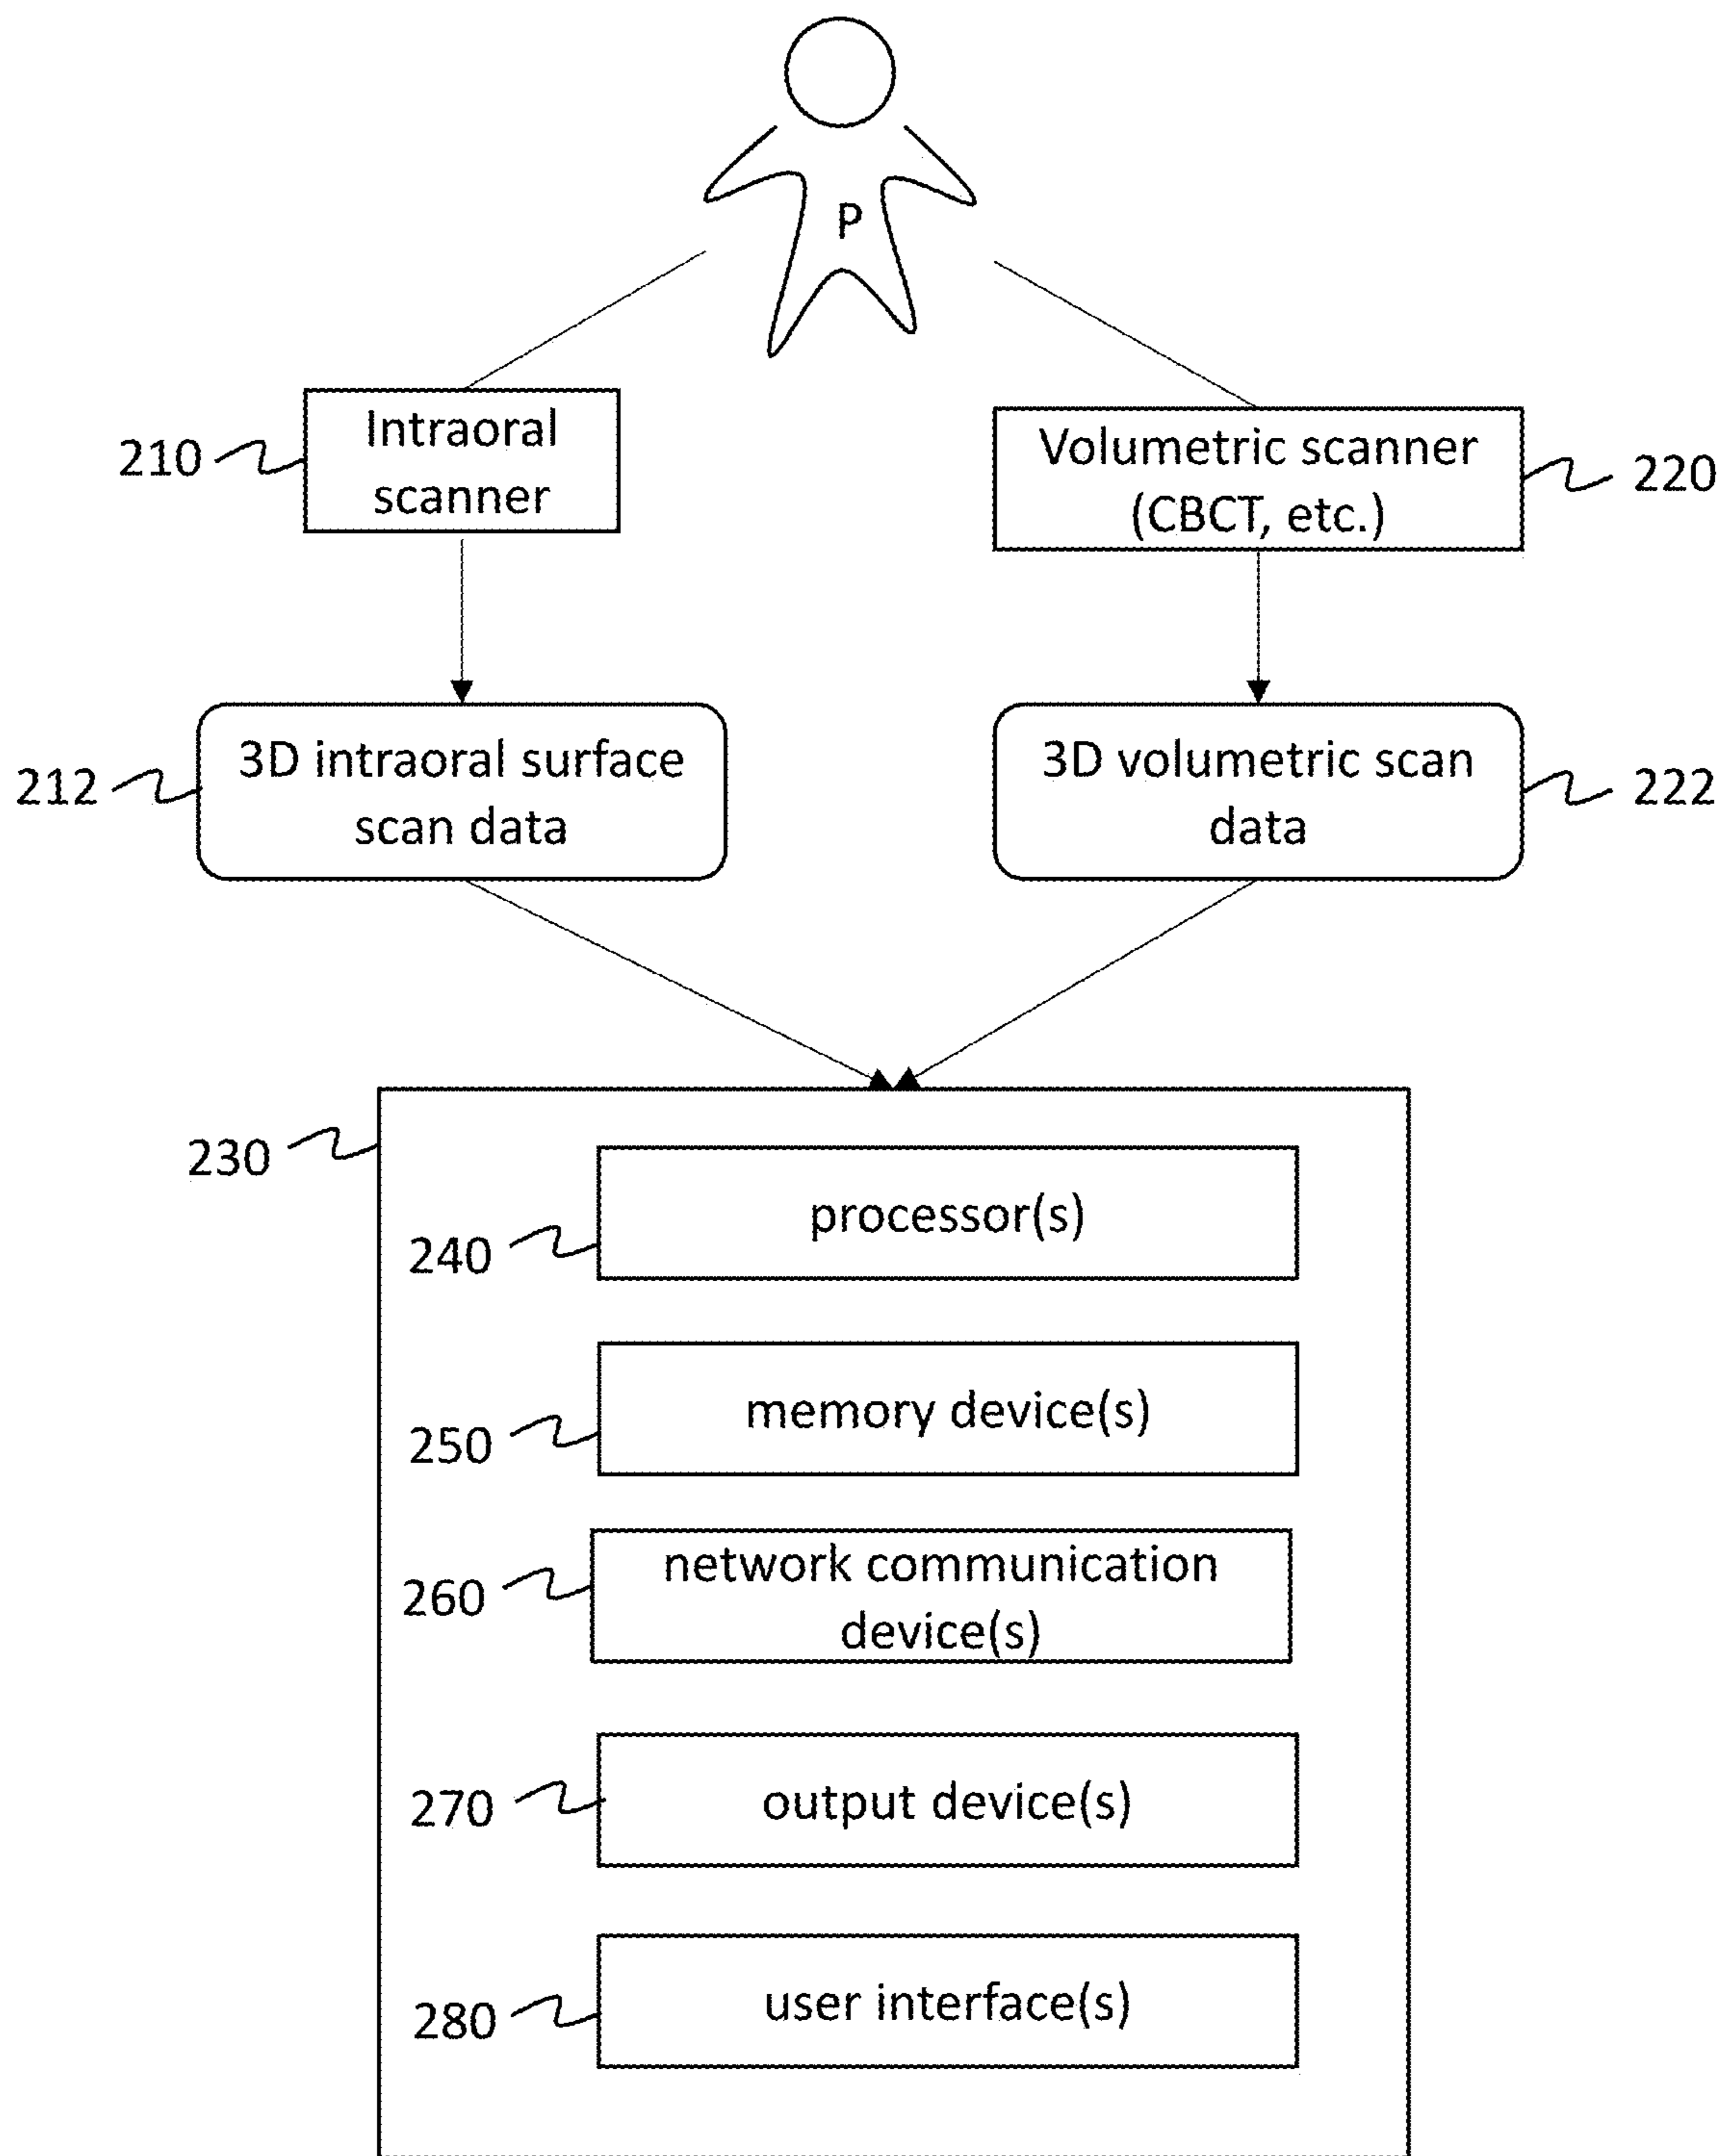 P
Intraoral
scanner
210
Volumetric scanner
(CBCT, etc.)
220
3D intraoral surface
scan data
212
3D volumetric scan
data
222
230
processor(s)
240
memory device(s)
250
network communication
device(s)
260
output device(s)
270
user interface(s)
280